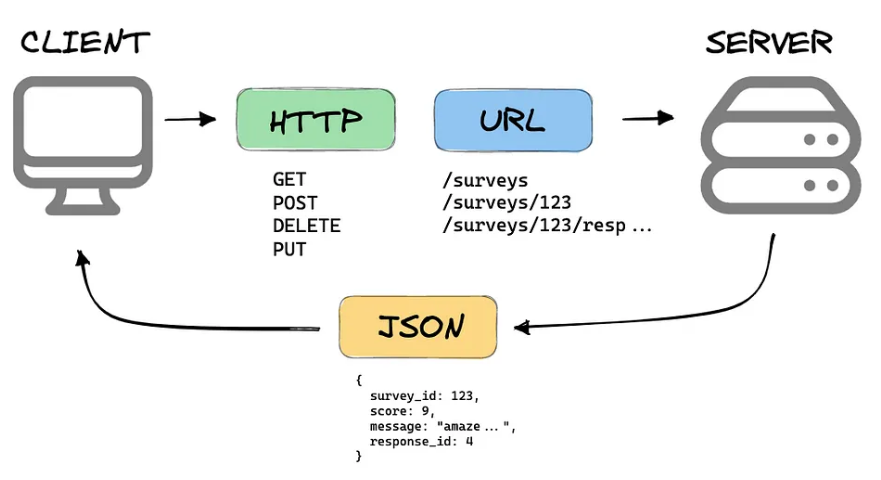 CLIENT
SERVER
HTTP
URL
GET
POST
DELETE
PUT
/surveys
/surveys/123
/surveys/123/resp...
JSON
{
survey_id: 123,
score: 9,
message: "amaze...",
response_id: 4
}